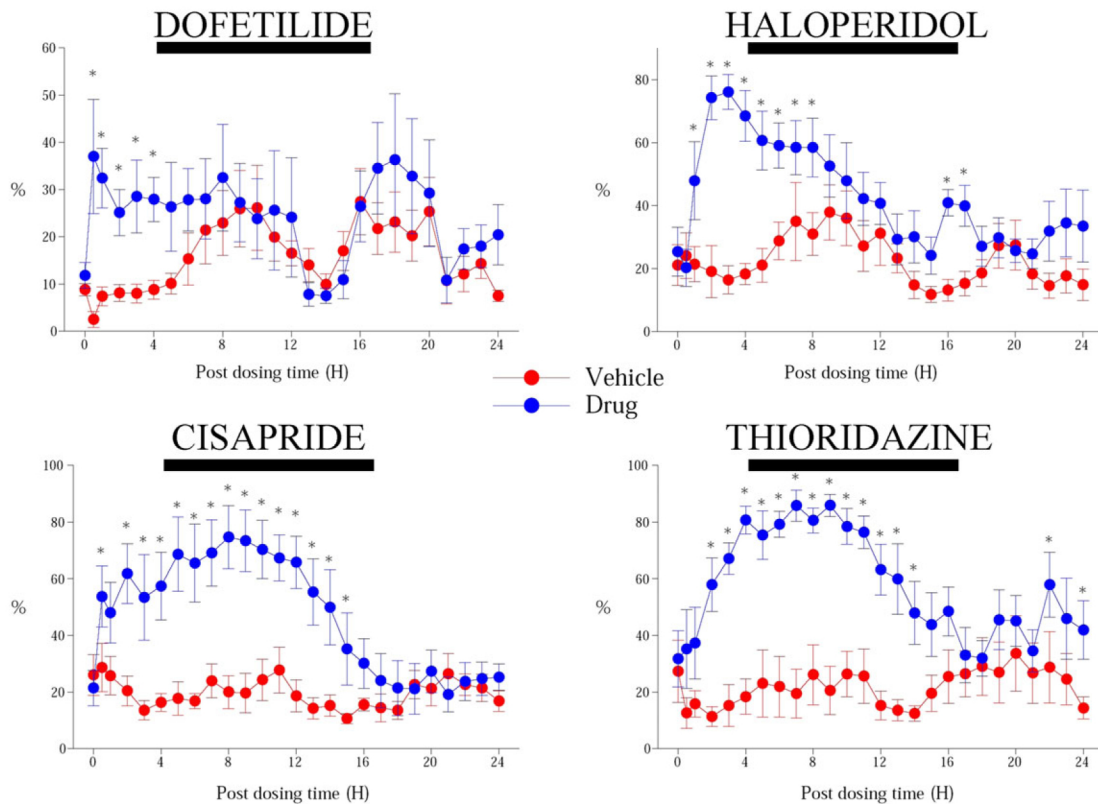 DOFETILIDE
60
50
40
30
20
10
0
%
* * * * *
0 4 8 12 16 20 24
Post dosing time (H)
HALOPERIDOL
80
60
40
20
0
%
* * * * * * * * * *
0 4 8 12 16 20 24
Post dosing time (H)
Vehicle
Drug
CISAPRIDE
100
80
60
40
20
0
%
* * * * * * * * * * * * * *
0 4 8 12 16 20 24
Post dosing time (H)
THIORIDAZINE
100
80
60
40
20
0
%
* * * * * * * * * * * * * * *
0 4 8 12 16 20 24
Post dosing time (H)